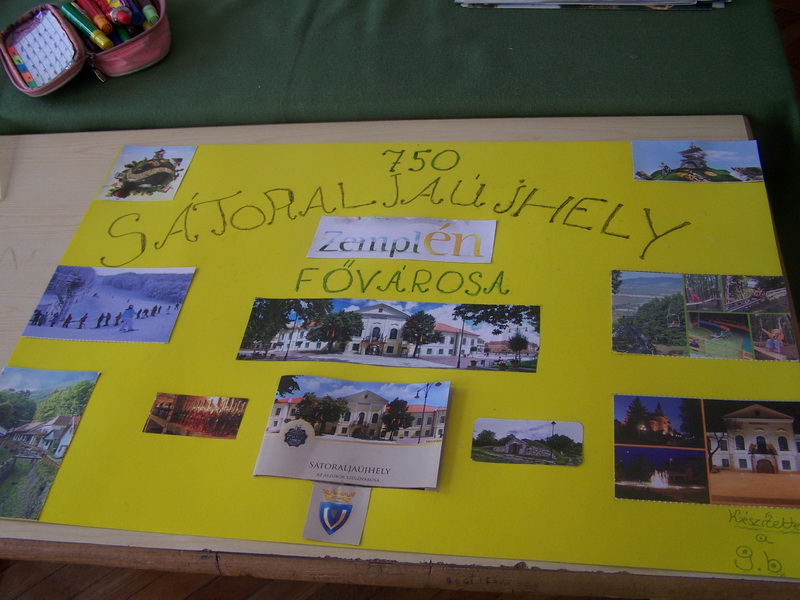 750
SÁTORALJAÚJHELY
Zemplén
FŐVÁROSA
SÁTORALJAÚJHELY
Készítette
a
9.b